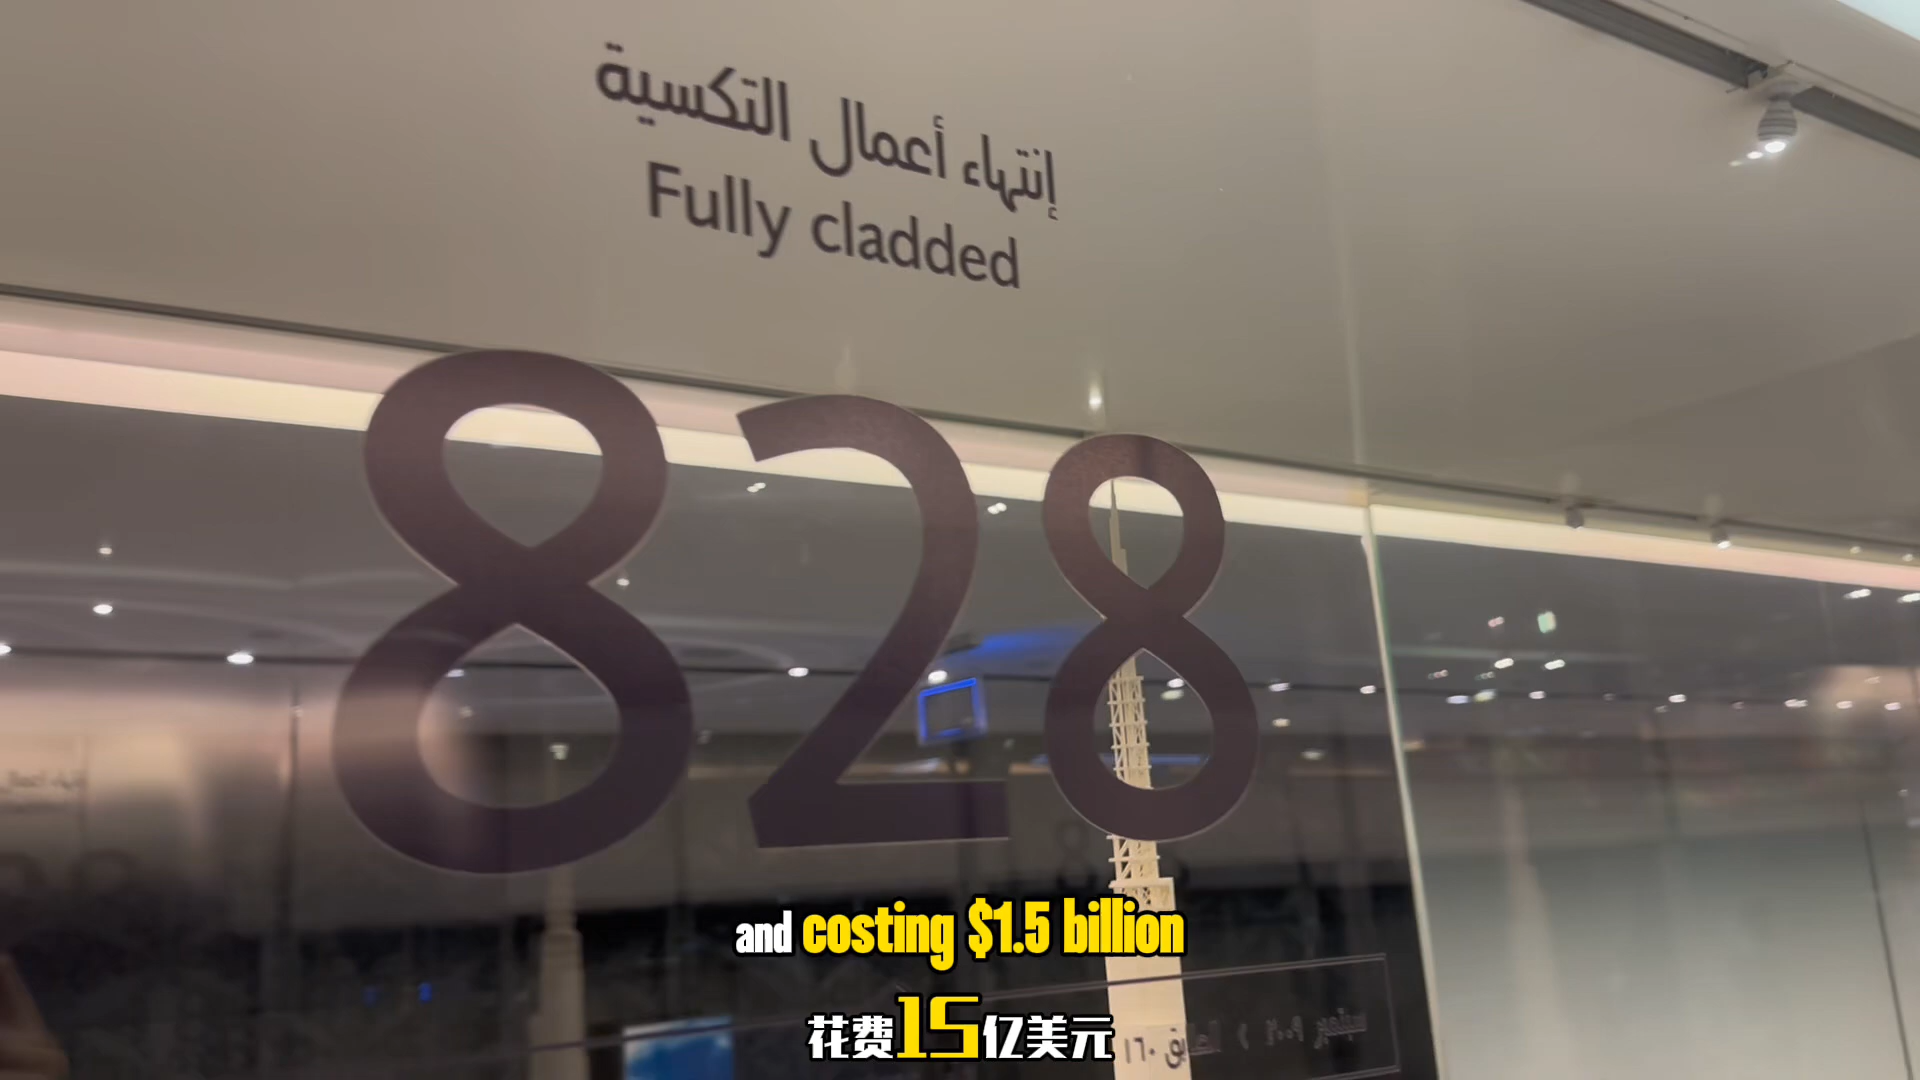 إنتهاء أعمال التكسية
Fully cladded
828
and costing $1.5 billion
花费15亿美元